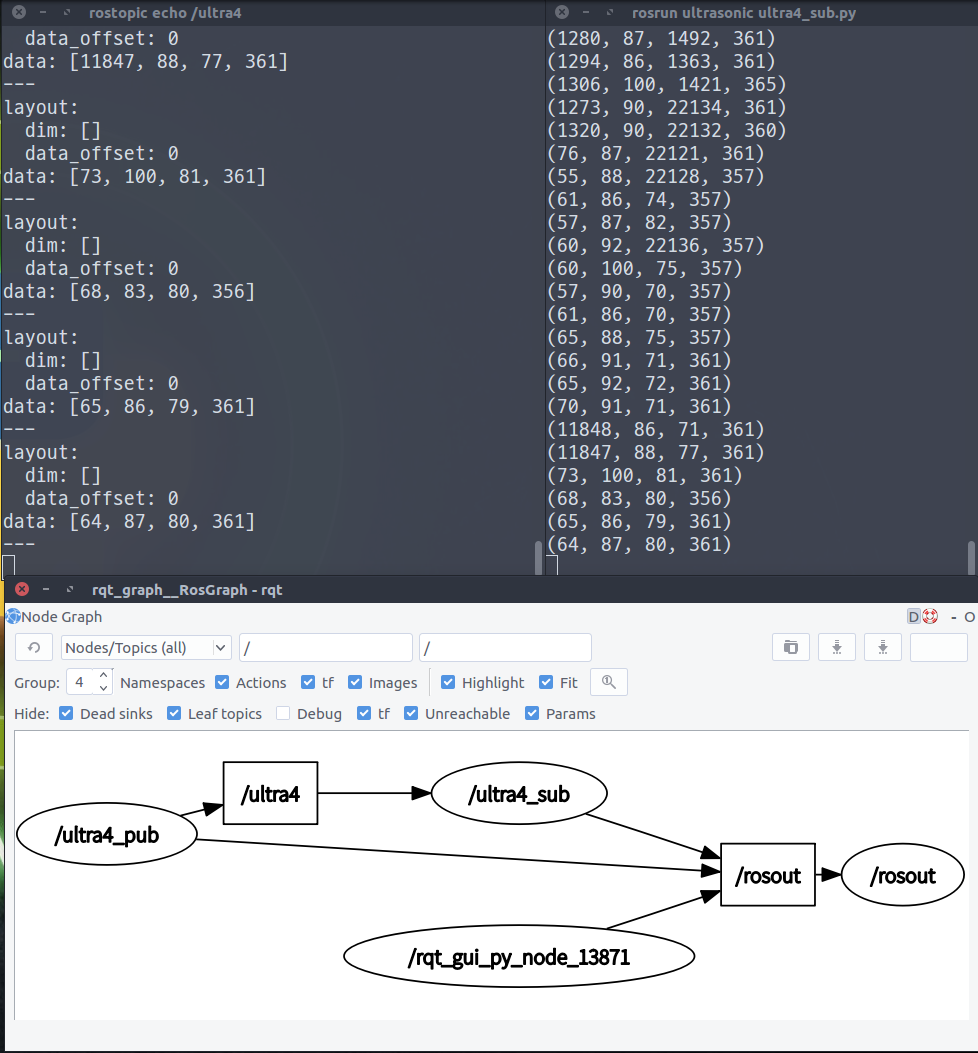 rostopic echo /ultra4
  data_offset: 0
data: [11847, 88, 77, 361]
---
layout:
  dim: []
  data_offset: 0
data: [73, 100, 81, 361]
---
layout:
  dim: []
  data_offset: 0
data: [68, 83, 80, 356]
---
layout:
  dim: []
  data_offset: 0
data: [65, 86, 79, 361]
---
layout:
  dim: []
  data_offset: 0
data: [64, 87, 80, 361]
---
rosrun ultrasonic ultra4_sub.py
(1280, 87, 1492, 361)
(1294, 86, 1363, 361)
(1306, 100, 1421, 365)
(1273, 90, 22134, 361)
(1320, 90, 22132, 360)
(76, 87, 22121, 361)
(55, 88, 22128, 357)
(61, 86, 74, 357)
(57, 87, 82, 357)
(60, 92, 22136, 357)
(60, 100, 75, 357)
(57, 90, 70, 357)
(61, 86, 70, 357)
(65, 88, 75, 357)
(66, 91, 71, 361)
(65, 92, 72, 361)
(70, 91, 71, 361)
(11848, 86, 71, 361)
(11847, 88, 77, 361)
(73, 100, 81, 361)
(68, 83, 80, 356)
(65, 86, 79, 361)
(64, 87, 80, 361)
rqt_graph__RosGraph - rqt
Node Graph D - O
Nodes/Topics (all) / /
Group: 4 Namespaces Actions tf Images Highlight Fit
Hide: Dead sinks Leaf topics Debug tf Unreachable Params
/ultra4
/ultra4_sub
/ultra4_pub
/rosout
/rosout
/rqt_gui_py_node_13871